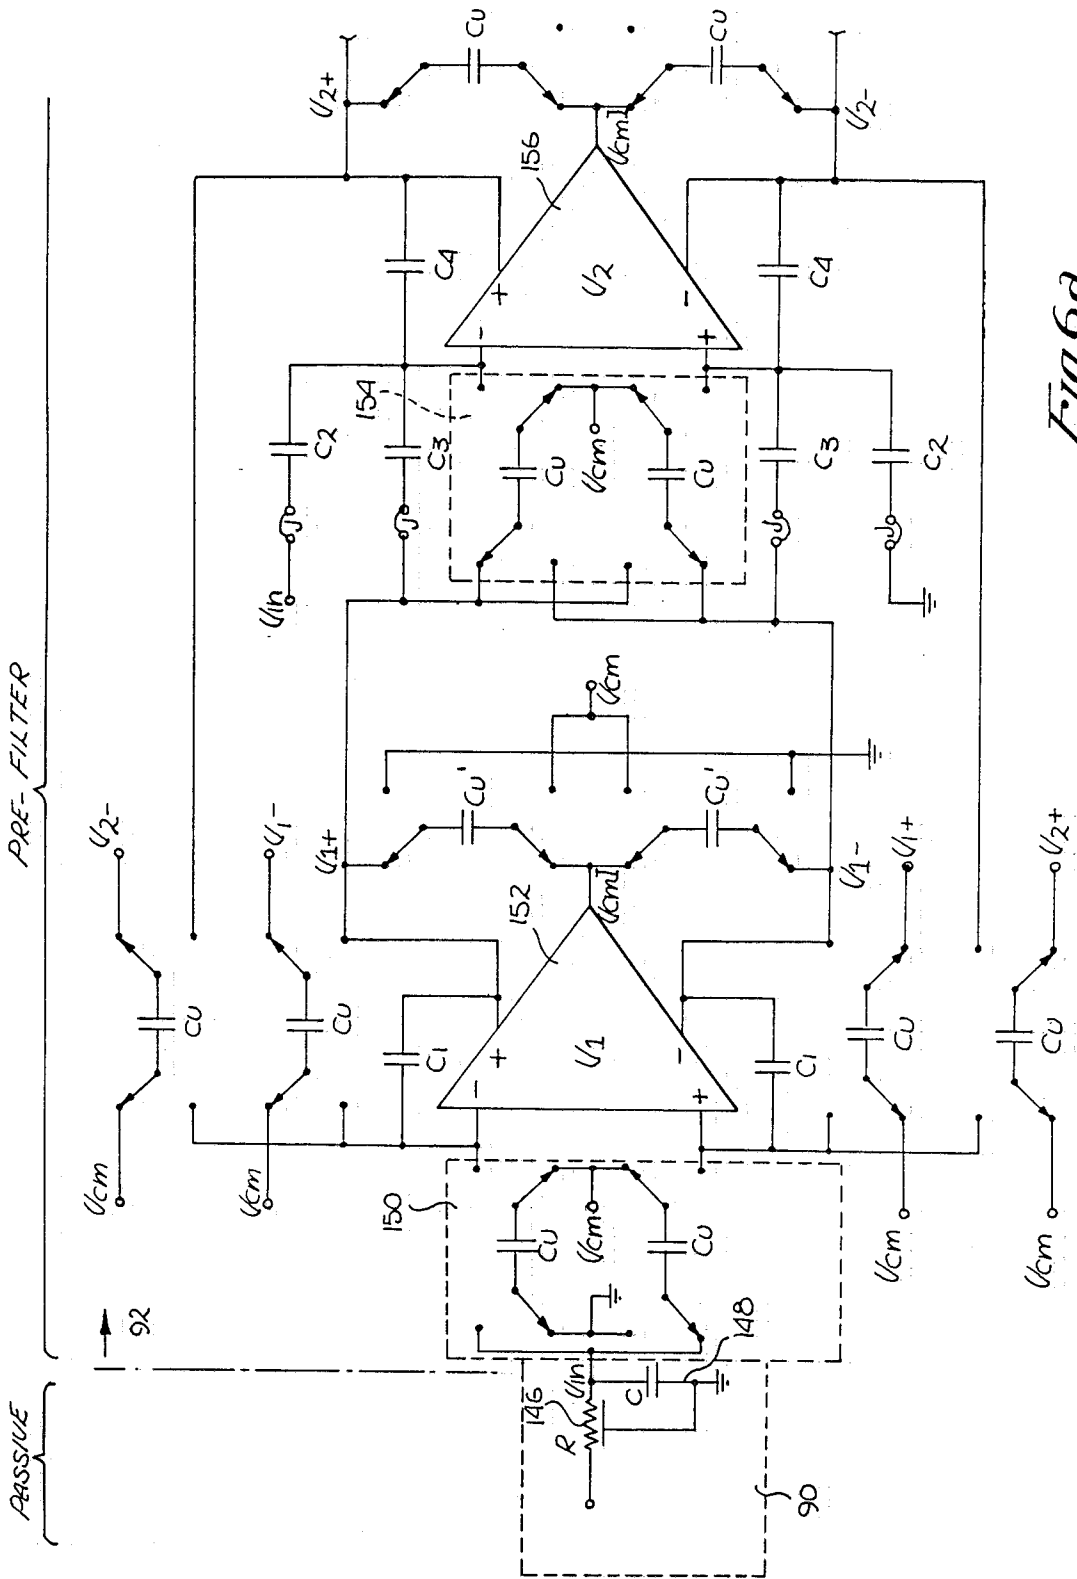 PASSIVE
PRE-FILTER
92
Vcm
CU
V2-
Vcm
CU
V1-
150
CU
Vcm
CU
146
R
Vin
C
148
90
C1
152
V1
+
-
-
+
C1
VcmI
V1+
CU'
CU'
V1-
Vcm
Vcm
CU
V1+
Vcm
CU
V2+
Vin
J
C2
J
C3
C4
154
CU
Vcm
CU
156
V2
+
-
-
+
J
C3
C4
J
C2
V2+
CU
VcmI
CU
V2-
Fig 6a